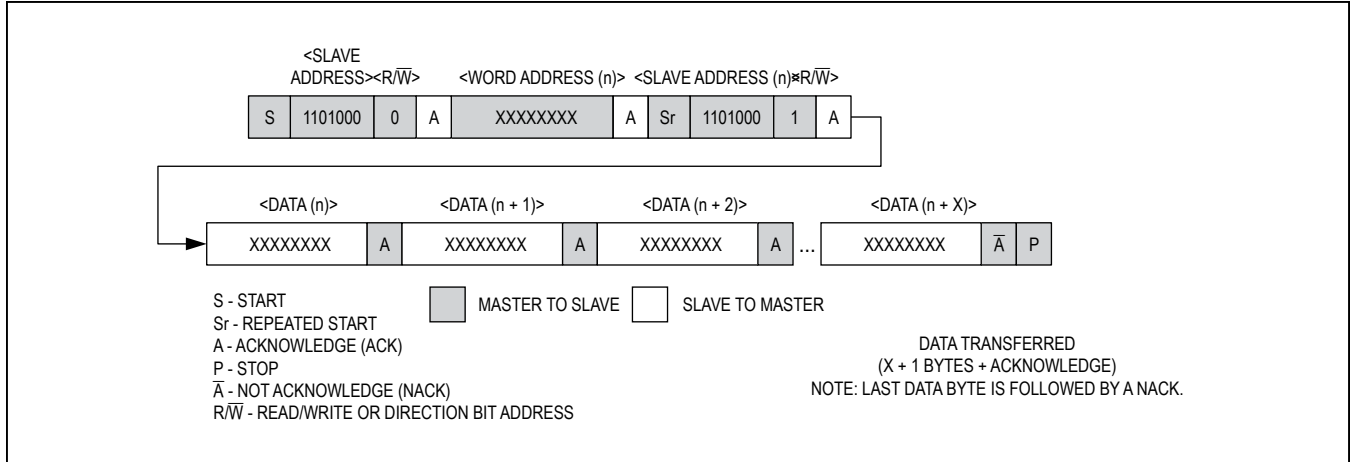 <SLAVE
ADDRESS><R/W̅> <WORD ADDRESS (n)> <SLAVE ADDRESS (n)><R/W̅>
S 1101000 0 A XXXXXXXX A Sr 1101000 1 A
<DATA (n)> <DATA (n + 1)> <DATA (n + 2)> <DATA (n + X)>
XXXXXXXX A XXXXXXXX A XXXXXXXX A ... XXXXXXXX A̅ P
S - START
Sr - REPEATED START
A - ACKNOWLEDGE (ACK)
P - STOP
A̅ - NOT ACKNOWLEDGE (NACK)
R/W̅ - READ/WRITE OR DIRECTION BIT ADDRESS
MASTER TO SLAVE SLAVE TO MASTER
DATA TRANSFERRED
(X + 1 BYTES + ACKNOWLEDGE)
NOTE: LAST DATA BYTE IS FOLLOWED BY A NACK.